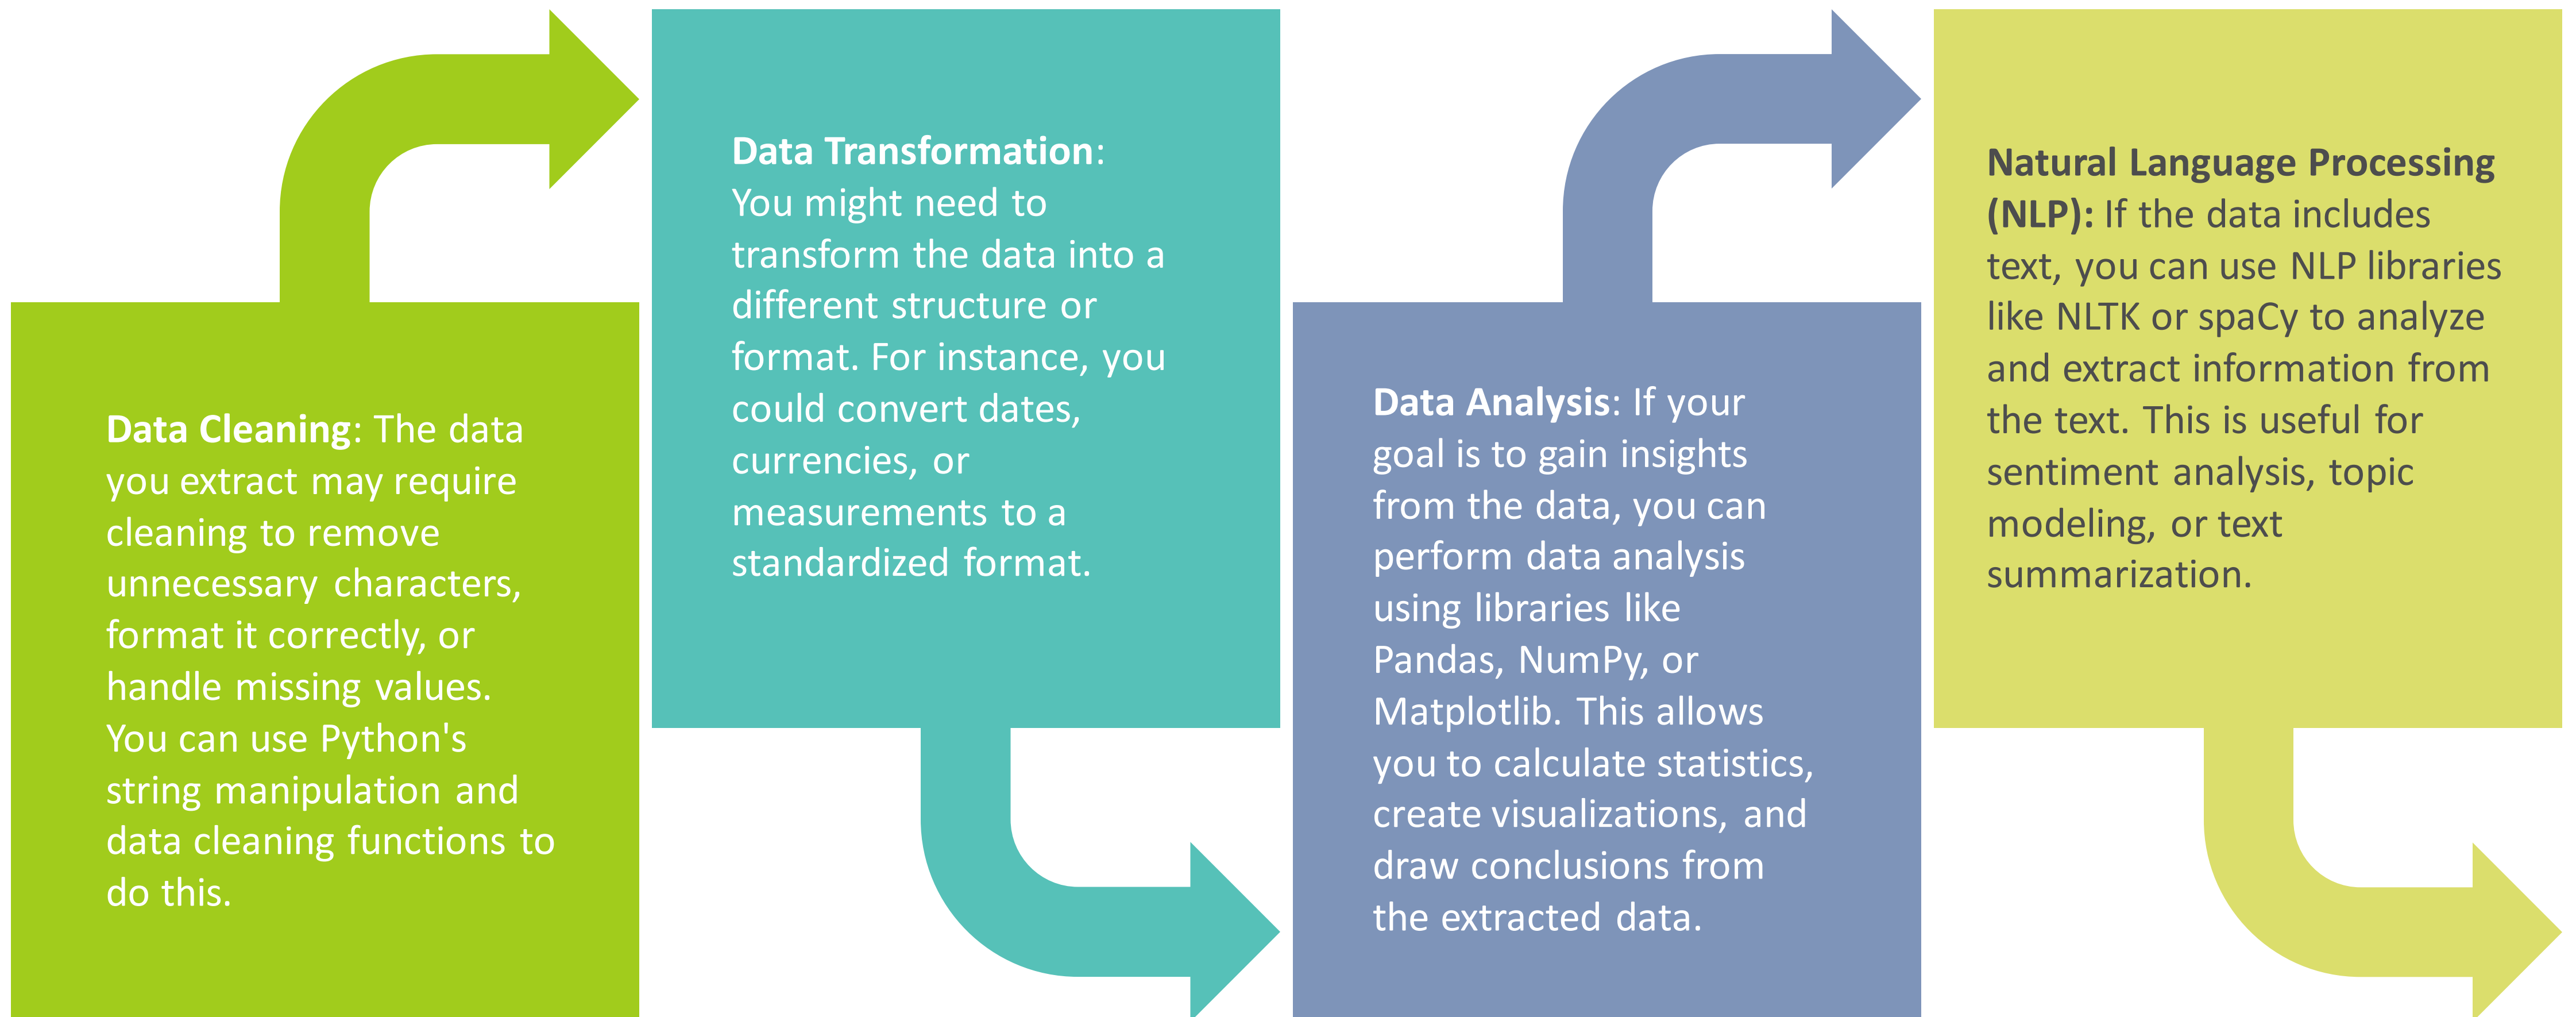 Data Cleaning: The data
you extract may require
cleaning to remove
unnecessary characters,
format it correctly, or
handle missing values.
You can use Python's
string manipulation and
data cleaning functions to
do this.
Data Transformation:
You might need to
transform the data into a
different structure or
format. For instance, you
could convert dates,
currencies, or
measurements to a
standardized format.
Data Analysis: If your
goal is to gain insights
from the data, you can
perform data analysis
using libraries like
Pandas, NumPy, or
Matplotlib. This allows
you to calculate statistics,
create visualizations, and
draw conclusions from
the extracted data.
Natural Language Processing
(NLP): If the data includes
text, you can use NLP libraries
like NLTK or spaCy to analyze
and extract information from
the text. This is useful for
sentiment analysis, topic
modeling, or text
summarization.